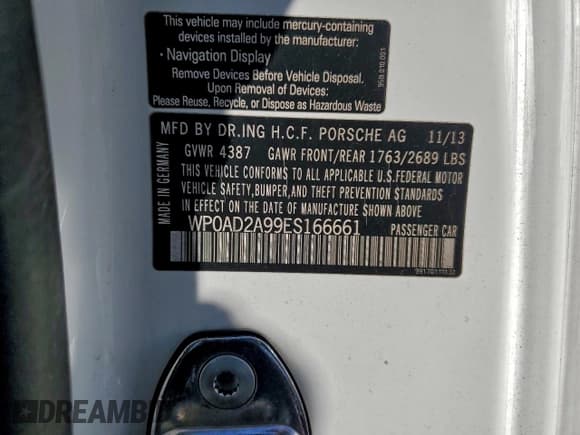 This vehicle may include mercury-containing
devices installed by the manufacturer:
· Navigation Display
Remove Devices Before Vehicle Disposal.
Upon Removal of Devices:
Please Reuse, Recycle, or Dispose as Hazardous Waste
MFD BY DR.ING H.C.F. PORSCHE AG 11/13
GVWR 4387 GAWR FRONT/REAR 1763/2689 LBS
THIS VEHICLE CONFORMS TO ALL APPLICABLE U.S.FEDERAL MOTOR
VEHICLE SAFETY,BUMPER,AND THEFT PREVENTION STANDARDS
IN EFFECT ON THE DATE OF MANUFACTURE SHOWN ABOVE.
WP0AD2A99ES166661 PASSENGER CAR
MADE IN GERMANY